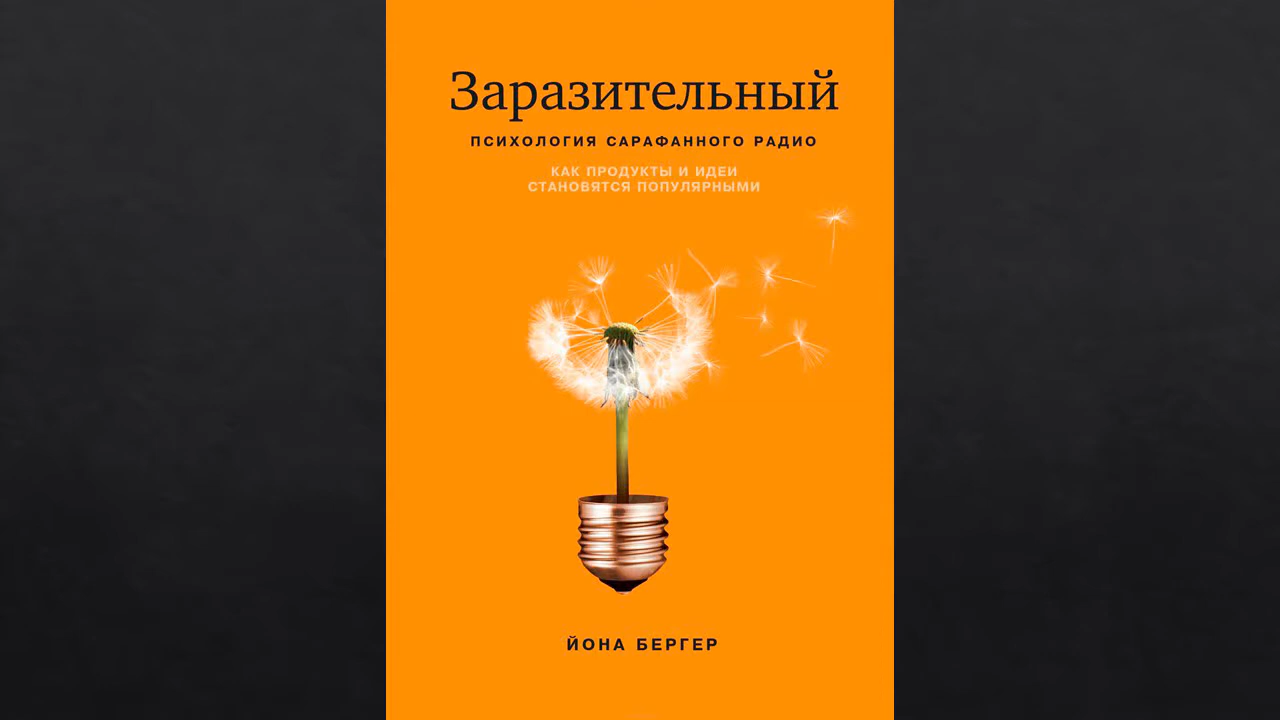 Заразительный
ПСИХОЛОГИЯ САРАФАННОГО РАДИО
КАК ПРОДУКТЫ И ИДЕИ
СТАНОВЯТСЯ ПОПУЛЯРНЫМИ
ЙОНА БЕРГЕР